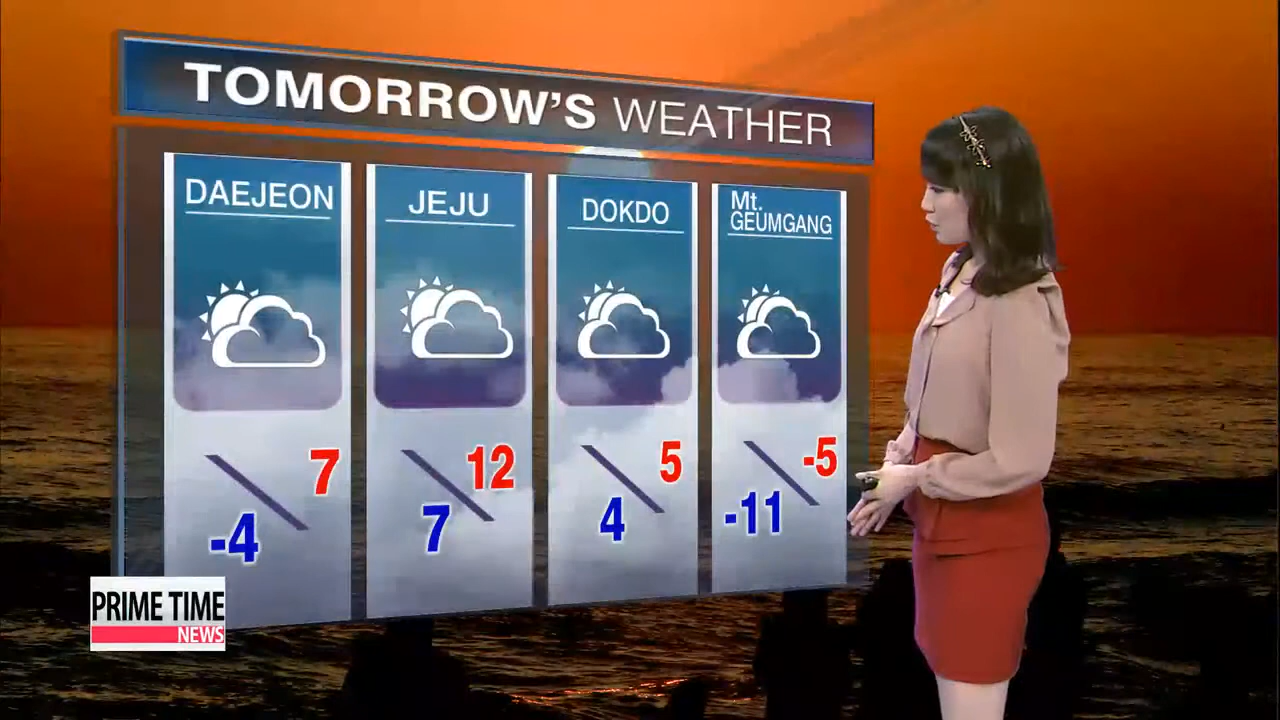 TOMORROW'S WEATHER
DAEJEON
7
-4
JEJU
12
7
DOKDO
5
4
Mt.
GEUMGANG
-5
-11
PRIME TIME
NEWS